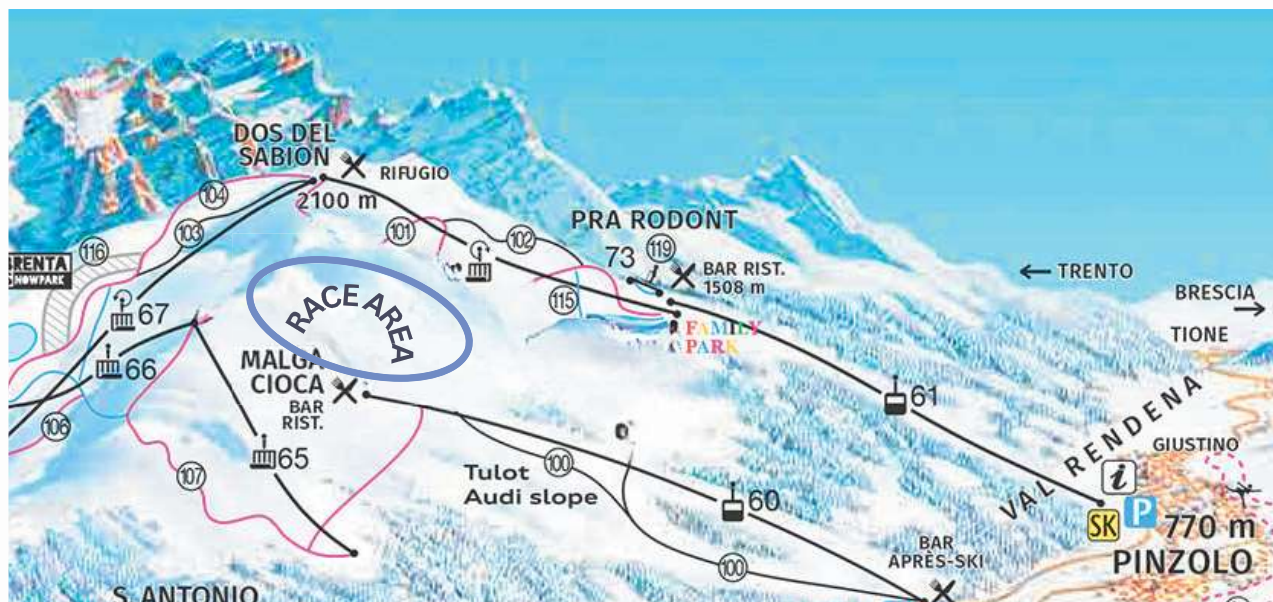 DOS DEL
SABION
RIFUGIO
2100 m
104
103
116
RENTA
NOWPARK
101
102
PRA RODONT
73
119
BAR RIST.
1508 m
115
FAMILY
PARK
← TRENTO
BRESCIA
→
TIONE
67
66
RACE AREA
MALGA
CIOCA
BAR
RIST.
106
107
65
Tulot
Audi slope
100
60
61
100
VAL RENDENA
GIUSTINO
i
SK
P
770 m
PINZOLO
BAR
APRÈS-SKI
S. ANTONIO